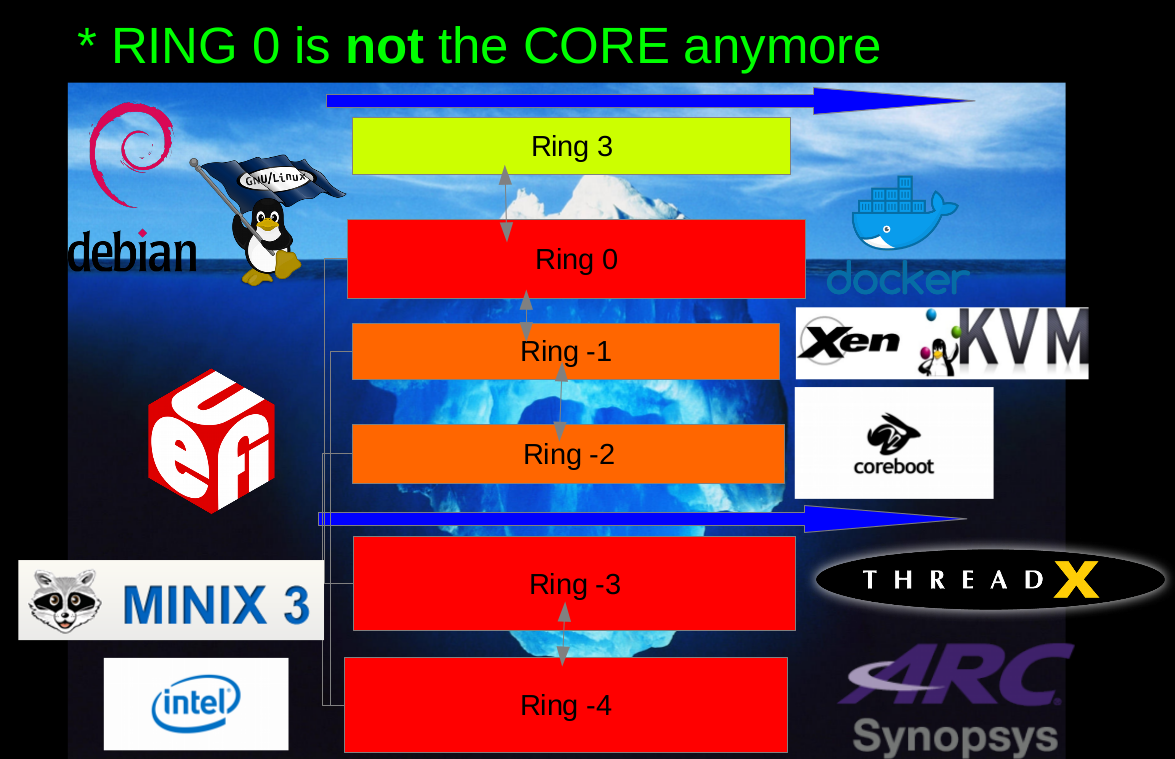 * RING 0 is not the CORE anymore
Ring 3
GNU/Linux
debian
Ring 0
docker
Xen KVM
Ring -1
uefi
Ring -2
coreboot
Ring -3
THREADX
MINIX 3
intel
Ring -4
ARC
Synopsys